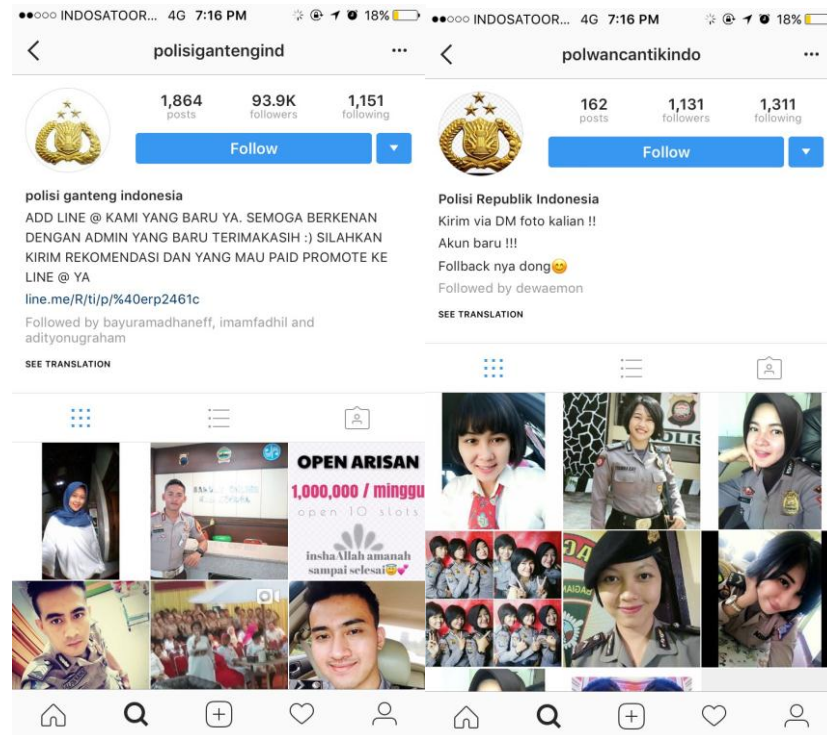 ●●○○○ INDOSATOOR... 4G 7:16 PM 18%
polisigantengind
1,864 93.9K 1,151
posts followers following
Follow
polisi ganteng indonesia
ADD LINE @ KAMI YANG BARU YA. SEMOGA BERKENAN
DENGAN ADMIN YANG BARU TERIMAKASIH :) SILAHKAN
KIRIM REKOMENDASI DAN YANG MAU PAID PROMOTE KE
LINE @ YA
line.me/R/ti/p/%40erp2461c
Followed by bayuramadhaneff, imamfadhil and
adityonugraham
SEE TRANSLATION
OPEN ARISAN
1,000,000 / minggu
open 10 slots
inshaAllah amanah
sampai selesai😇💕
●●○○○ INDOSATOOR... 4G 7:16 PM 18%
polwancantikindo
162 1,131 1,311
posts followers following
Follow
Polisi Republik Indonesia
Kirim via DM foto kalian !!
Akun baru !!!
Follback nya dong😊
Followed by dewaemon
SEE TRANSLATION